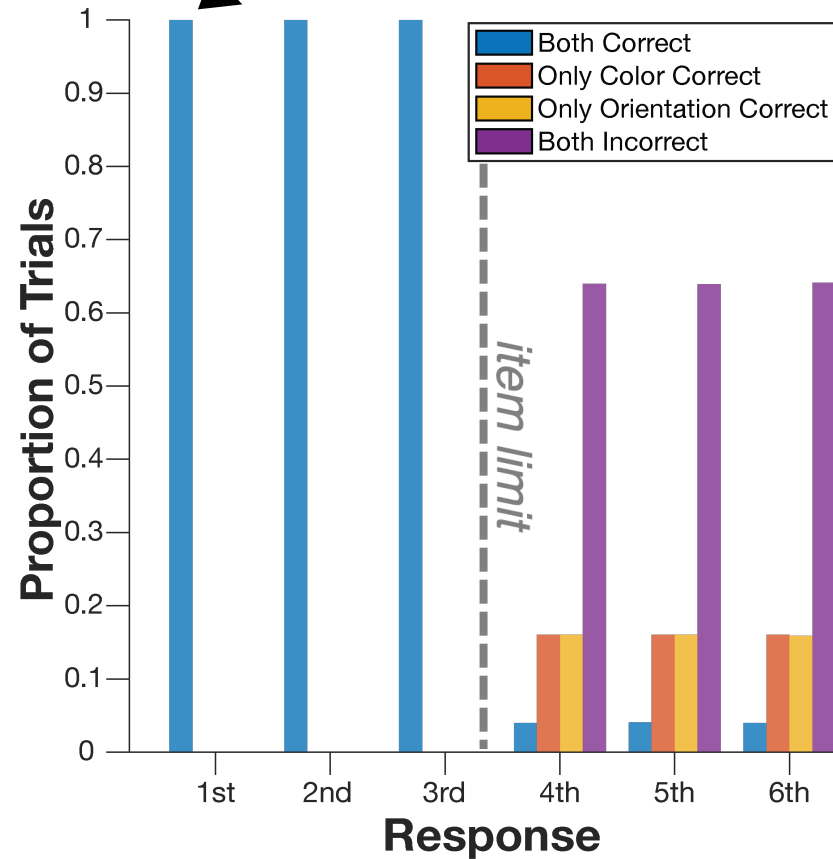 1
0.9
0.8
0.7
0.6
0.5
0.4
0.3
0.2
0.1
0
Proportion of Trials
Both Correct
Only Color Correct
Only Orientation Correct
Both Incorrect
item limit
1st 2nd 3rd 4th 5th 6th
Response